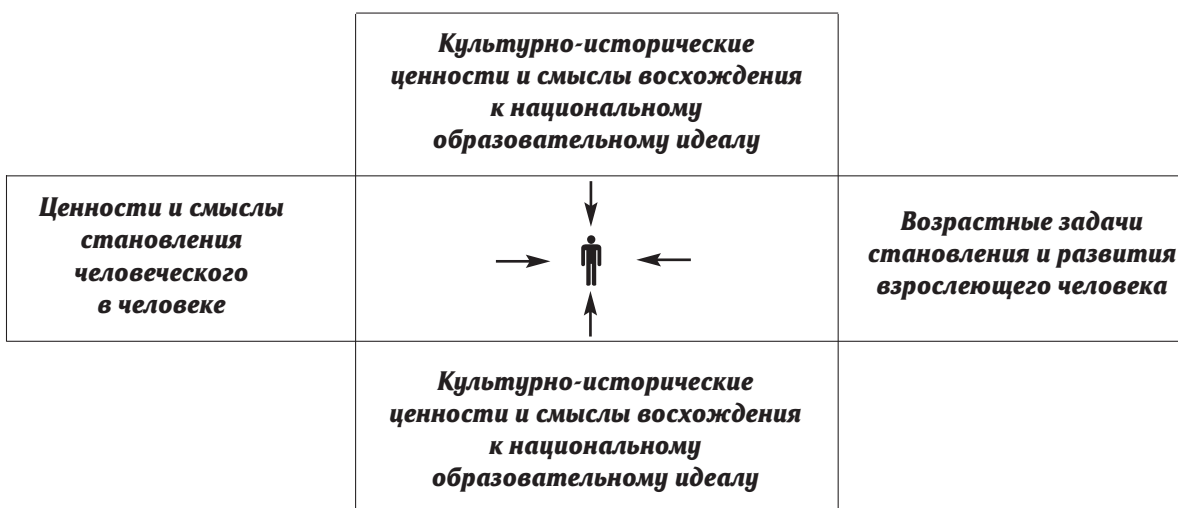 Культурно-исторические
ценности и смыслы восхождения
к национальному
образовательному идеалу
Ценности и смыслы
становления
человеческого
в человеке
Возрастные задачи
становления и развития
взрослеющего человека
Культурно-исторические
ценности и смыслы восхождения
к национальному
образовательному идеалу